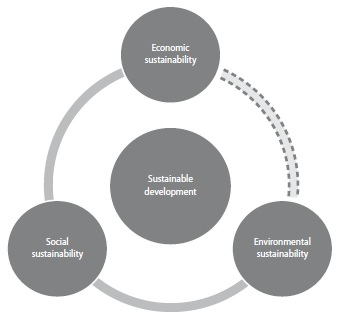 Economic
sustainability
Sustainable
development
Social
sustainability
Environmental
sustainability